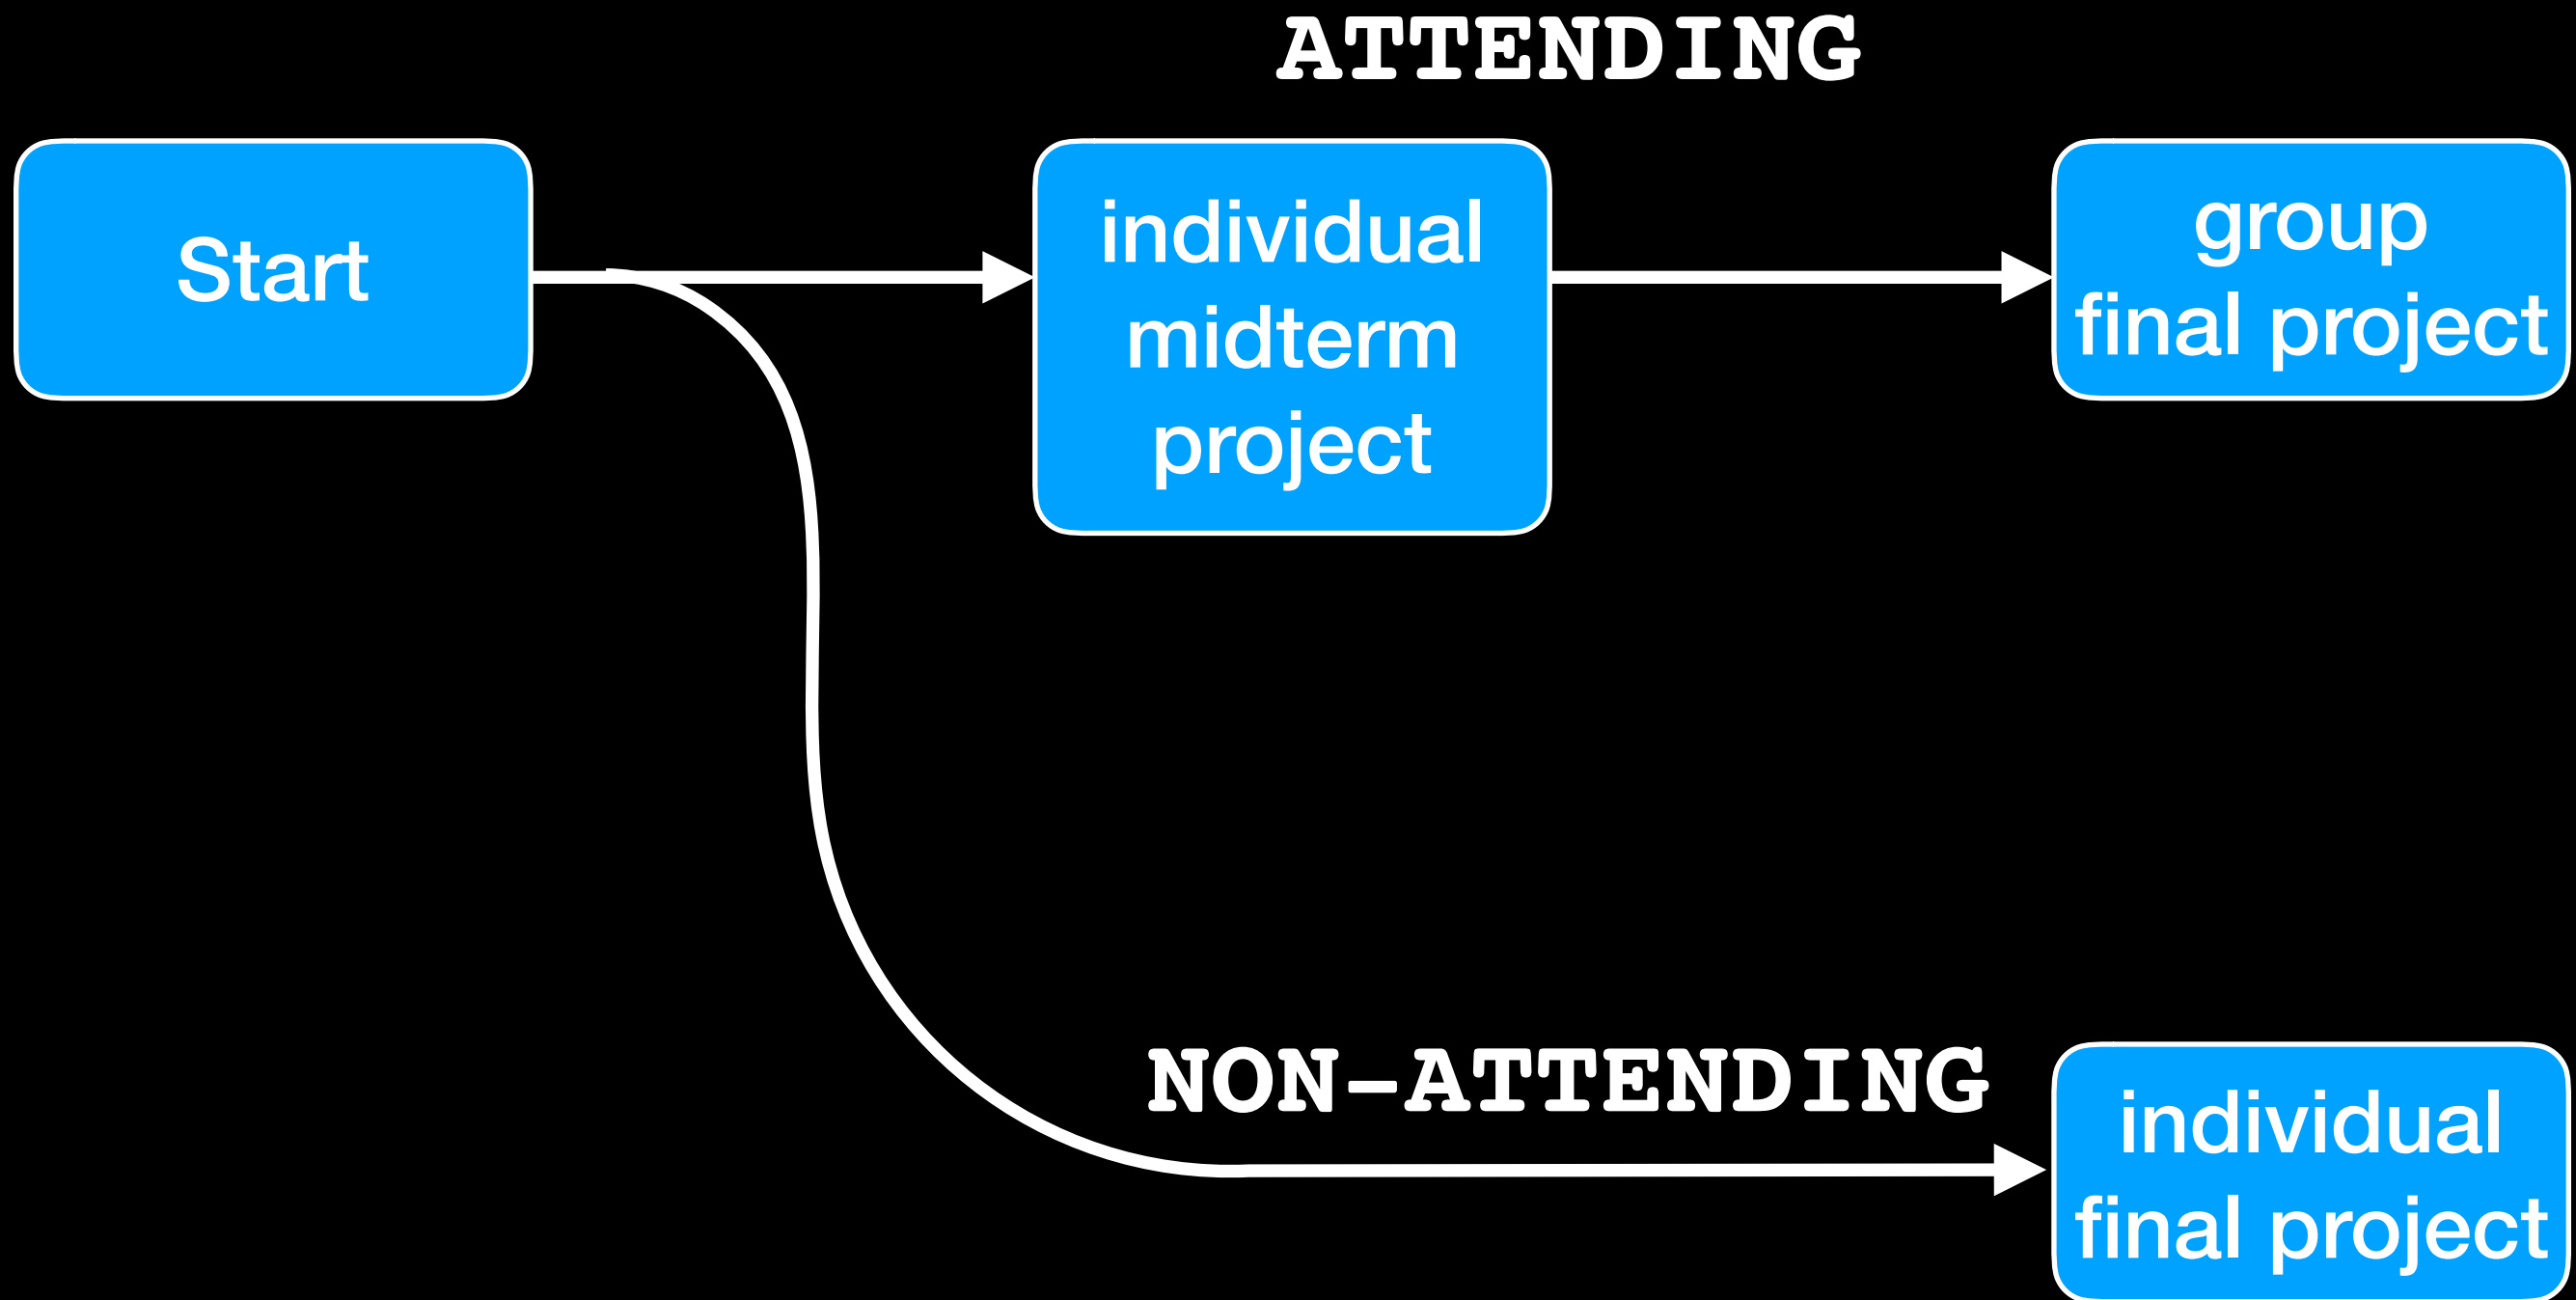 ATTENDING
Start
individual
midterm
project
group
final project
NON-ATTENDING
individual
final project